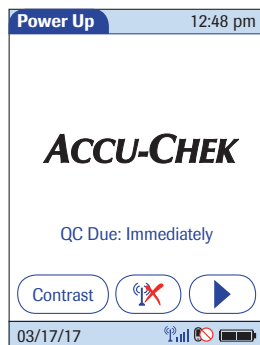 Power Up 12:48 pm
ACCU-CHEK
QC Due: Immediately
Contrast
03/17/17